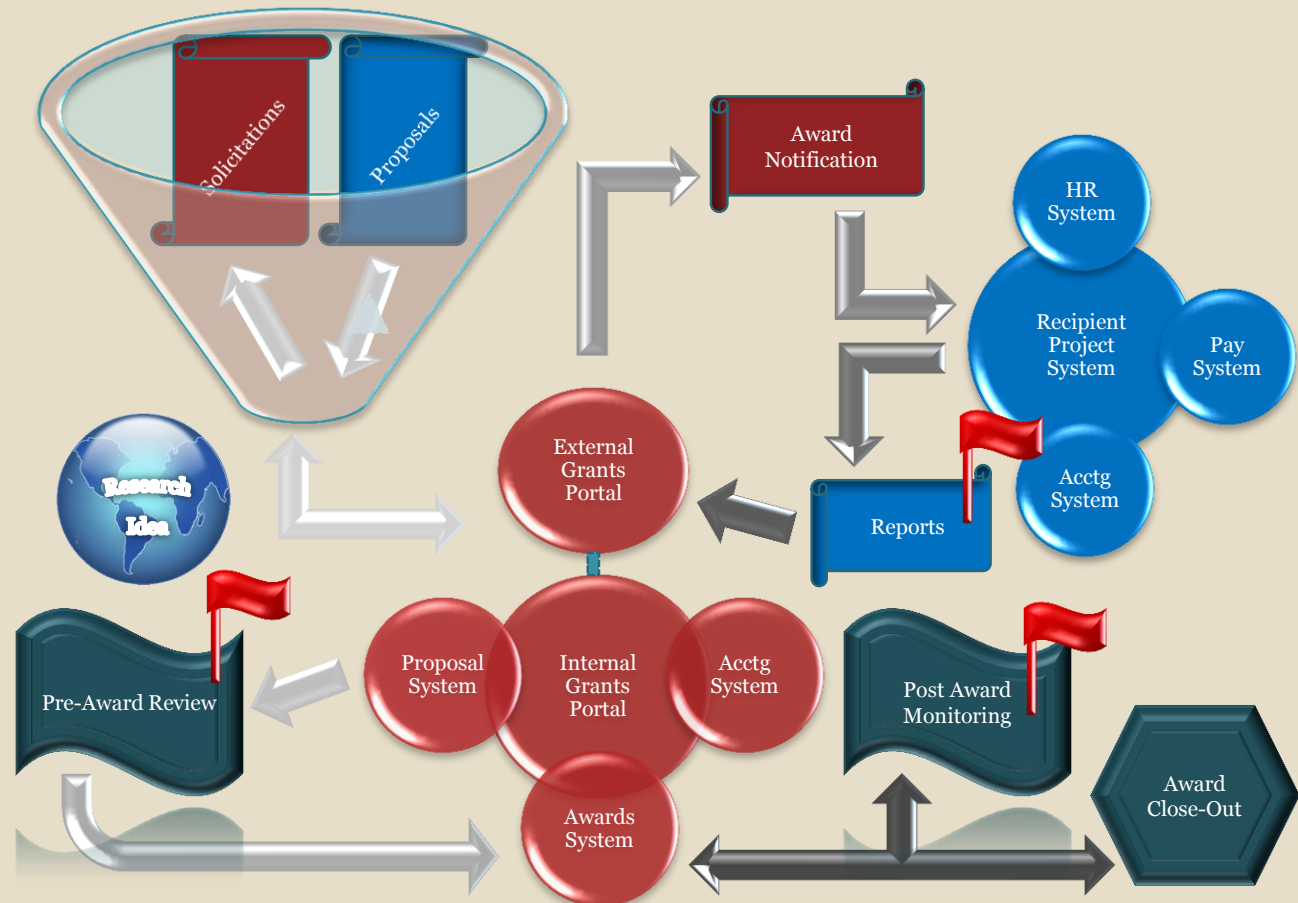 Solicitations
Proposals
Award
Notification
HR
System
Recipient
Project
System
Pay
System
Acctg
System
External
Grants
Portal
Reports
Research
Idea
Pre-Award Review
Proposal
System
Internal
Grants
Portal
Acctg
System
Post Award
Monitoring
Awards
System
Award
Close-Out